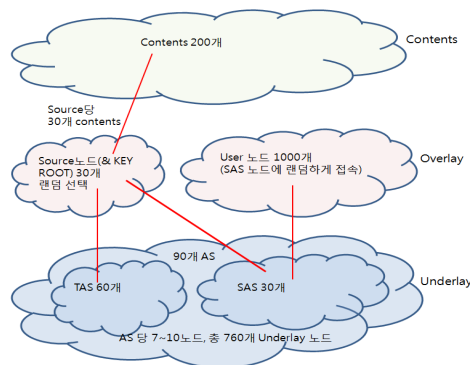 Contents 200개
Contents
Source당
30개 contents
Source노드(& KEY
ROOT) 30개
랜덤 선택
User 노드 1000개
(SAS 노드에 랜덤하게 접속)
Overlay
90개 AS
TAS 60개
SAS 30개
Underlay
AS 당 7~10노드, 총 760개 Underlay 노드